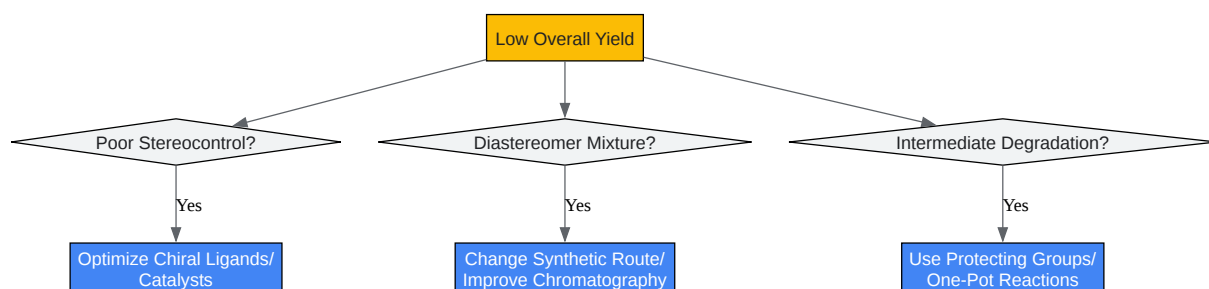 Low Overall Yield
Poor Stereocontrol?
Diastereomer Mixture?
Intermediate Degradation?
Yes
Yes
Yes
Optimize Chiral Ligands/
Catalysts
Change Synthetic Route/
Improve Chromatography
Use Protecting Groups/
One-Pot Reactions